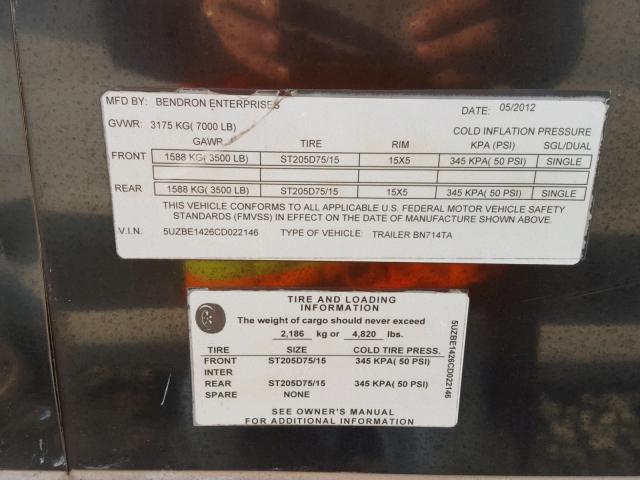 MFD BY: BENDRON ENTERPRISES DATE: 05/2012
GVWR: 3175 KG( 7000 LB) COLD INFLATION PRESSURE
GAWR TIRE RIM KPA (PSI) SGL/DUAL
FRONT 1588 KG( 3500 LB) ST205D75/15 15X5 345 KPA( 50 PSI) SINGLE
REAR 1588 KG( 3500 LB) ST205D75/15 15X5 345 KPA( 50 PSI) SINGLE
THIS VEHICLE CONFORMS TO ALL APPLICABLE U.S. FEDERAL MOTOR VEHICLE SAFETY
STANDARDS (FMVSS) IN EFFECT ON THE DATE OF MANUFACTURE SHOWN ABOVE.
V.I.N. 5UZBE1426CD022146 TYPE OF VEHICLE: TRAILER BN714TA
TIRE AND LOADING
INFORMATION
The weight of cargo should never exceed
2,186 kg or 4,820 lbs.
TIRE SIZE COLD TIRE PRESS.
FRONT ST205D75/15 345 KPA( 50 PSI)
INTER
REAR ST205D75/15 345 KPA( 50 PSI)
SPARE NONE
SEE OWNER'S MANUAL
FOR ADDITIONAL INFORMATION
5UZBE1426CD022146